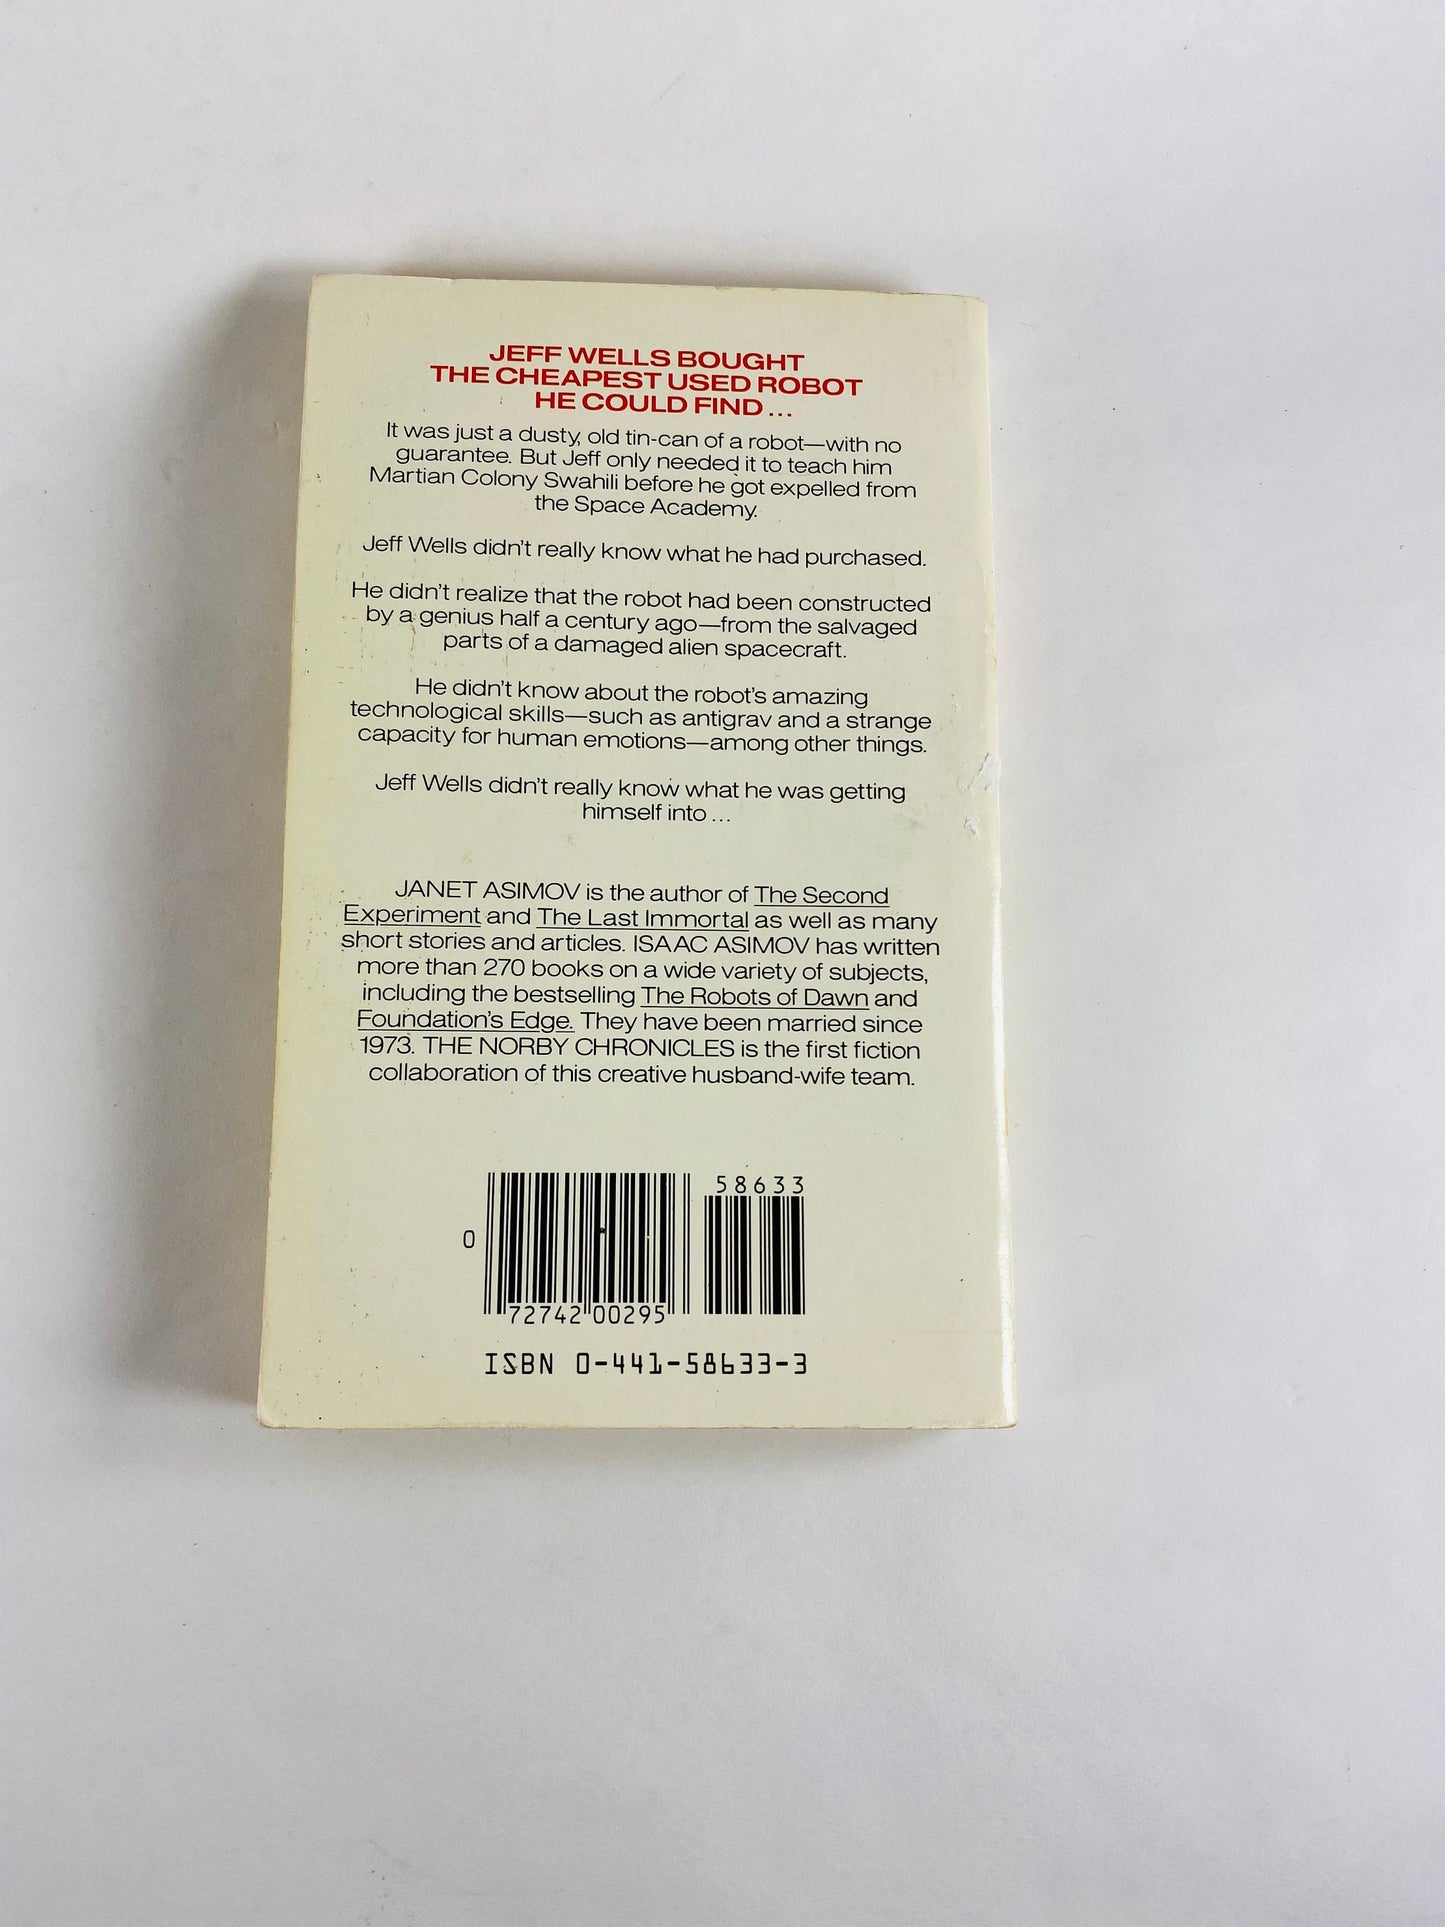 JEFF WELLS BOUGHT
THE CHEAPEST USED ROBOT
HE COULD FIND...
It was just a dusty, old tin-can of a robot—with no
guarantee. But Jeff only needed it to teach him
Martian Colony Swahili before he got expelled from
the Space Academy.
Jeff Wells didn't really know what he had purchased.
He didn't realize that the robot had been constructed
by a genius half a century ago—from the salvaged
parts of a damaged alien spacecraft.
He didn't know about the robot's amazing
technological skills—such as antigrav and a strange
capacity for human emotions—among other things.
Jeff Wells didn't really know what he was getting
himself into...
JANET ASIMOV is the author of The Second
Experiment and The Last Immortal as well as many
short stories and articles. ISAAC ASIMOV has written
more than 270 books on a wide variety of subjects,
including the bestselling The Robots of Dawn and
Foundation's Edge. They have been married since
1973. THE NORBY CHRONICLES is the first fiction
collaboration of this creative husband-wife team.
58633
0
72742 00295
ISBN 0-441-58633-3